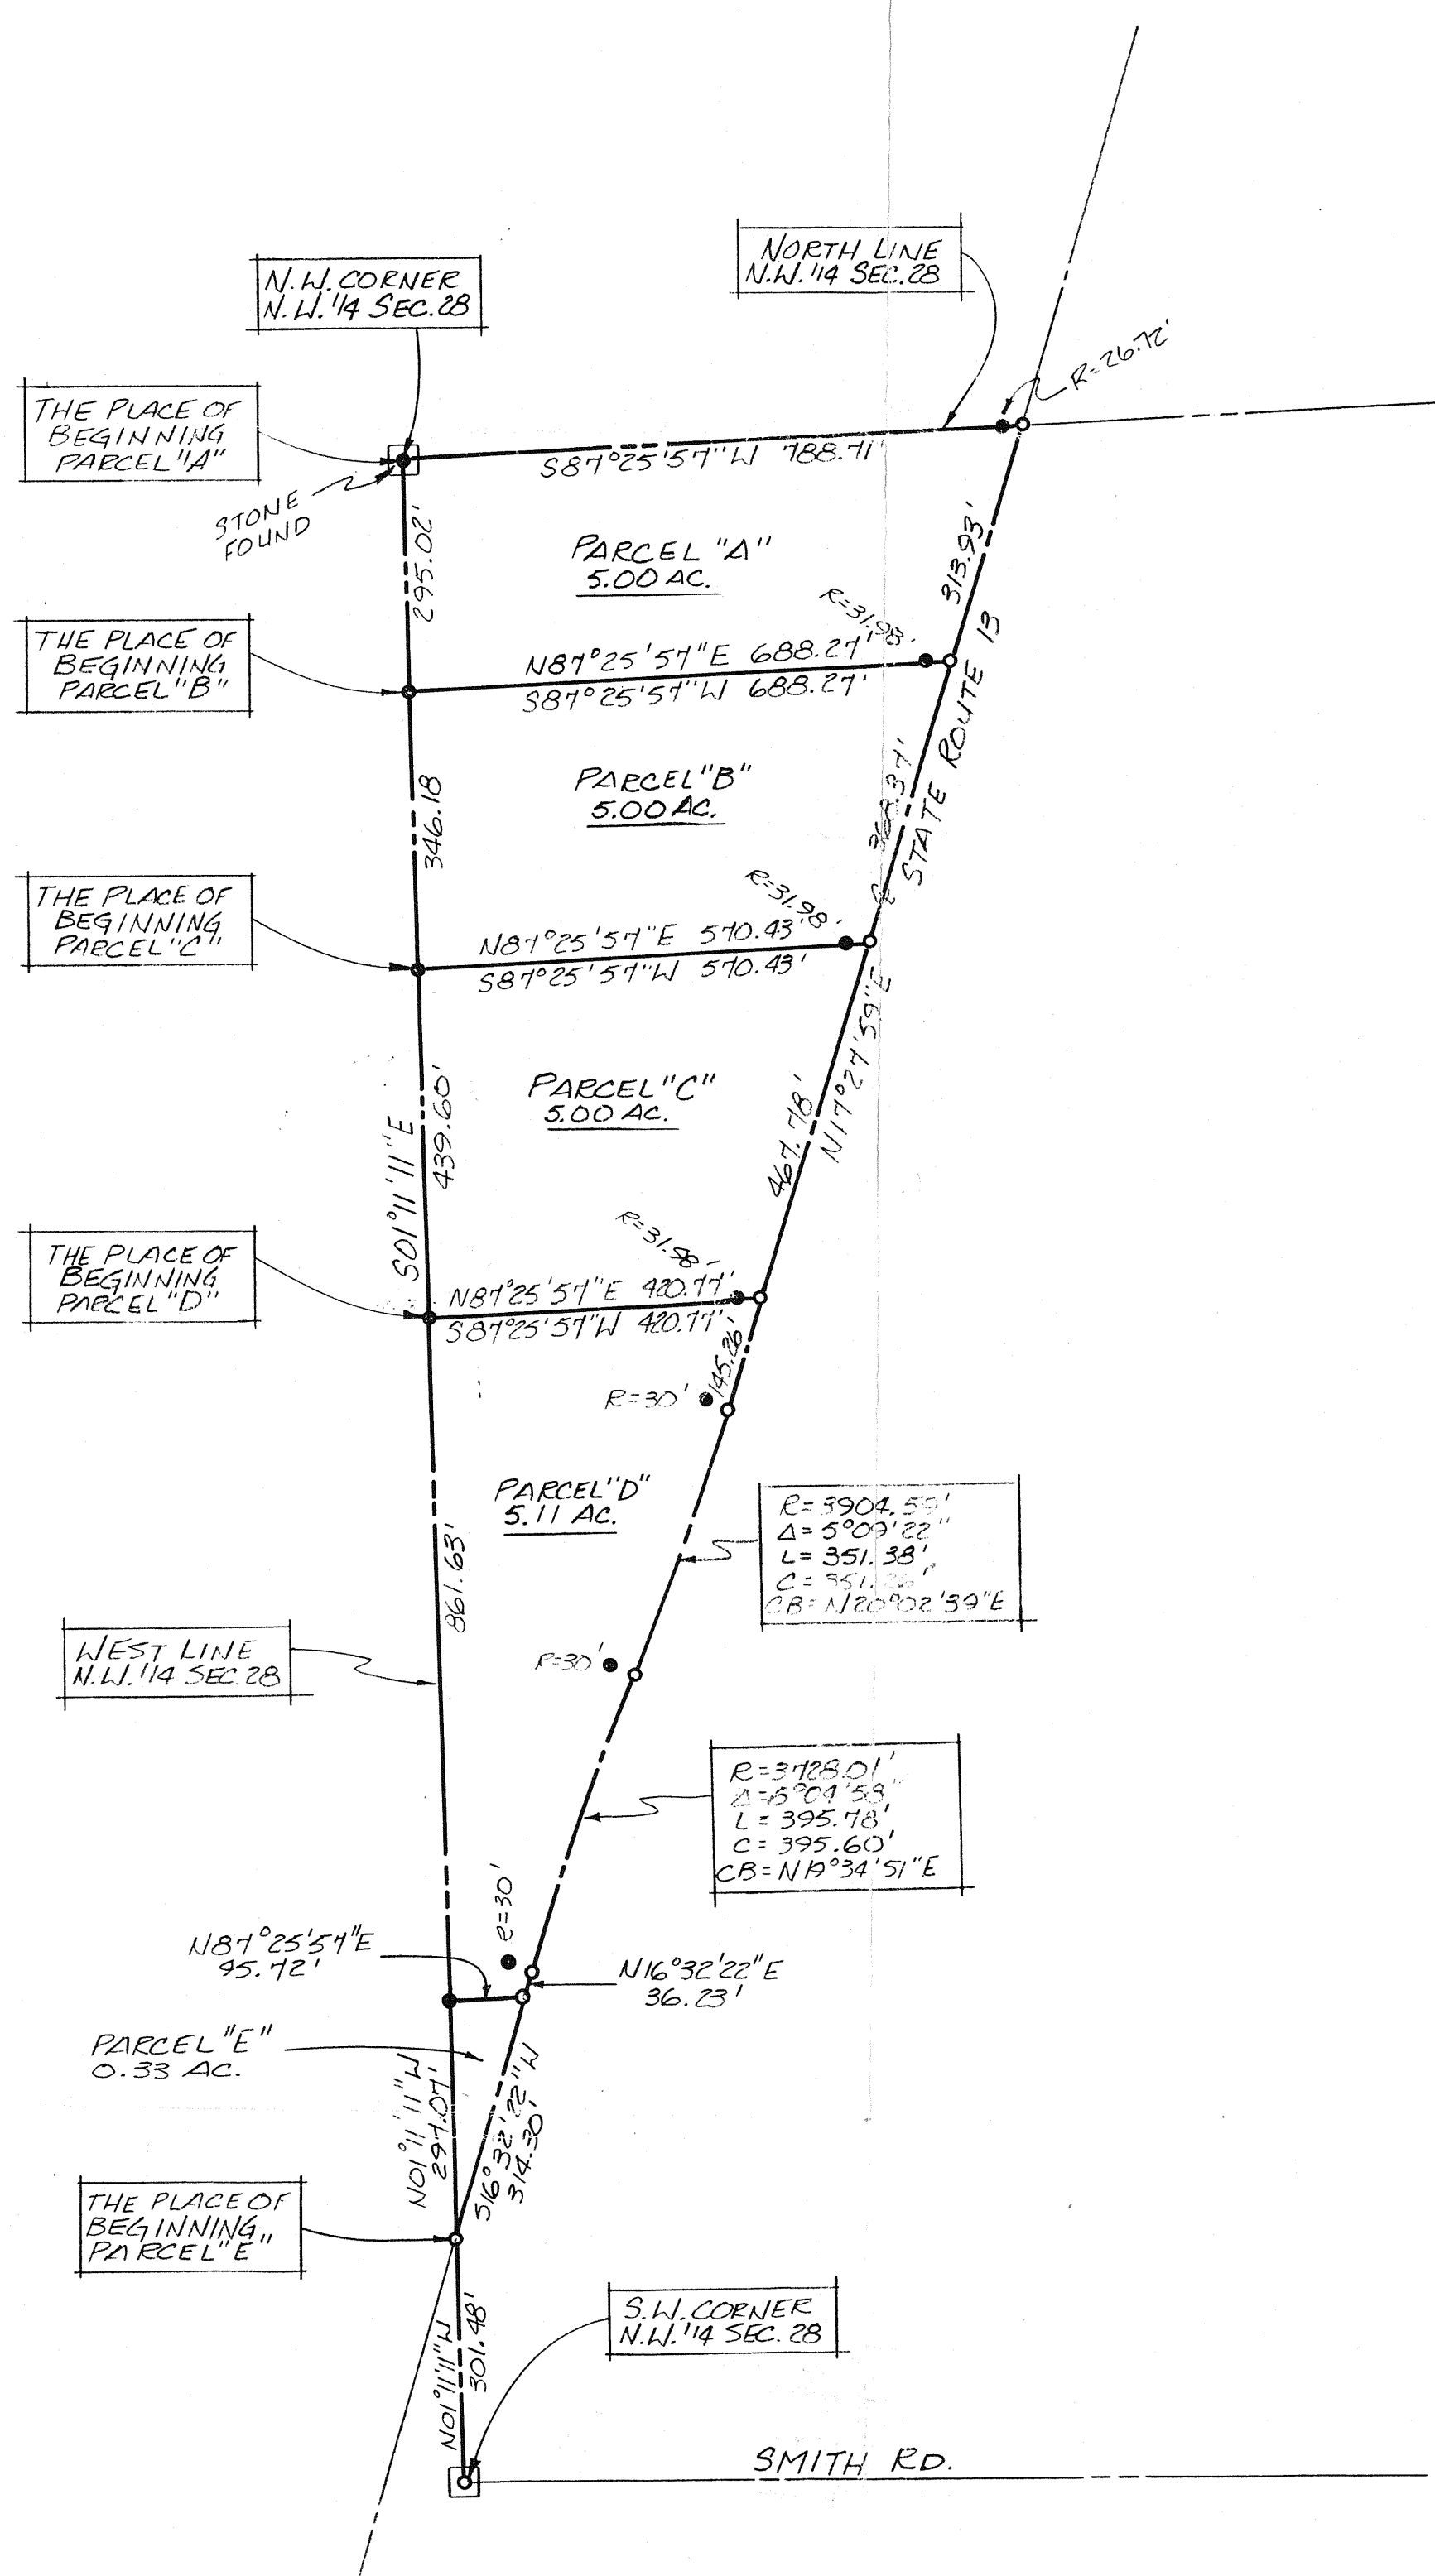 N.W. CORNER
N.W. 1/4 SEC. 28
NORTH LINE
N.W. 1/4 SEC. 28
R=26.72'
THE PLACE OF
BEGINNING
PARCEL "A"
STONE
FOUND
S87°25'57"W 788.71'
295.02'
PARCEL "A"
5.00 AC.
313.93'
R=31.98'
THE PLACE OF
BEGINNING
PARCEL "B"
N87°25'57"E 688.27'
S87°25'57"W 688.27'
STATE ROUTE 13
346.18
PARCEL "B"
5.00 AC.
368.37'
R=31.98'
THE PLACE OF
BEGINNING
PARCEL "C"
N87°25'57"E 570.43'
S87°25'57"W 570.43'
N17°27'59"E
S01°11'11"E
439.60'
PARCEL "C"
5.00 AC.
467.78'
R=31.98'
THE PLACE OF
BEGINNING
PARCEL "D"
N87°25'57"E 420.77'
S87°25'57"W 420.77'
145.26'
R=30'
PARCEL "D"
5.11 AC.
861.63'
R=3904.59'
Δ=5°09'22"
L=351.38'
C=351.26'
CB=N20°02'39"E
WEST LINE
N.W. 1/4 SEC. 28
R=30'
R=3728.01'
L=395.78'
C=395.60'
CB=N19°34'51"E
R=30'
N87°25'57"E
95.72'
N16°32'22"E
36.23'
PARCEL "E"
0.33 AC.
N01°11'11"W
297.07'
S16°32'22"W
314.30'
THE PLACE OF
BEGINNING
PARCEL "E"
N01°11'11"W
301.48'
S.W. CORNER
N.W. 1/4 SEC. 28
SMITH RD.